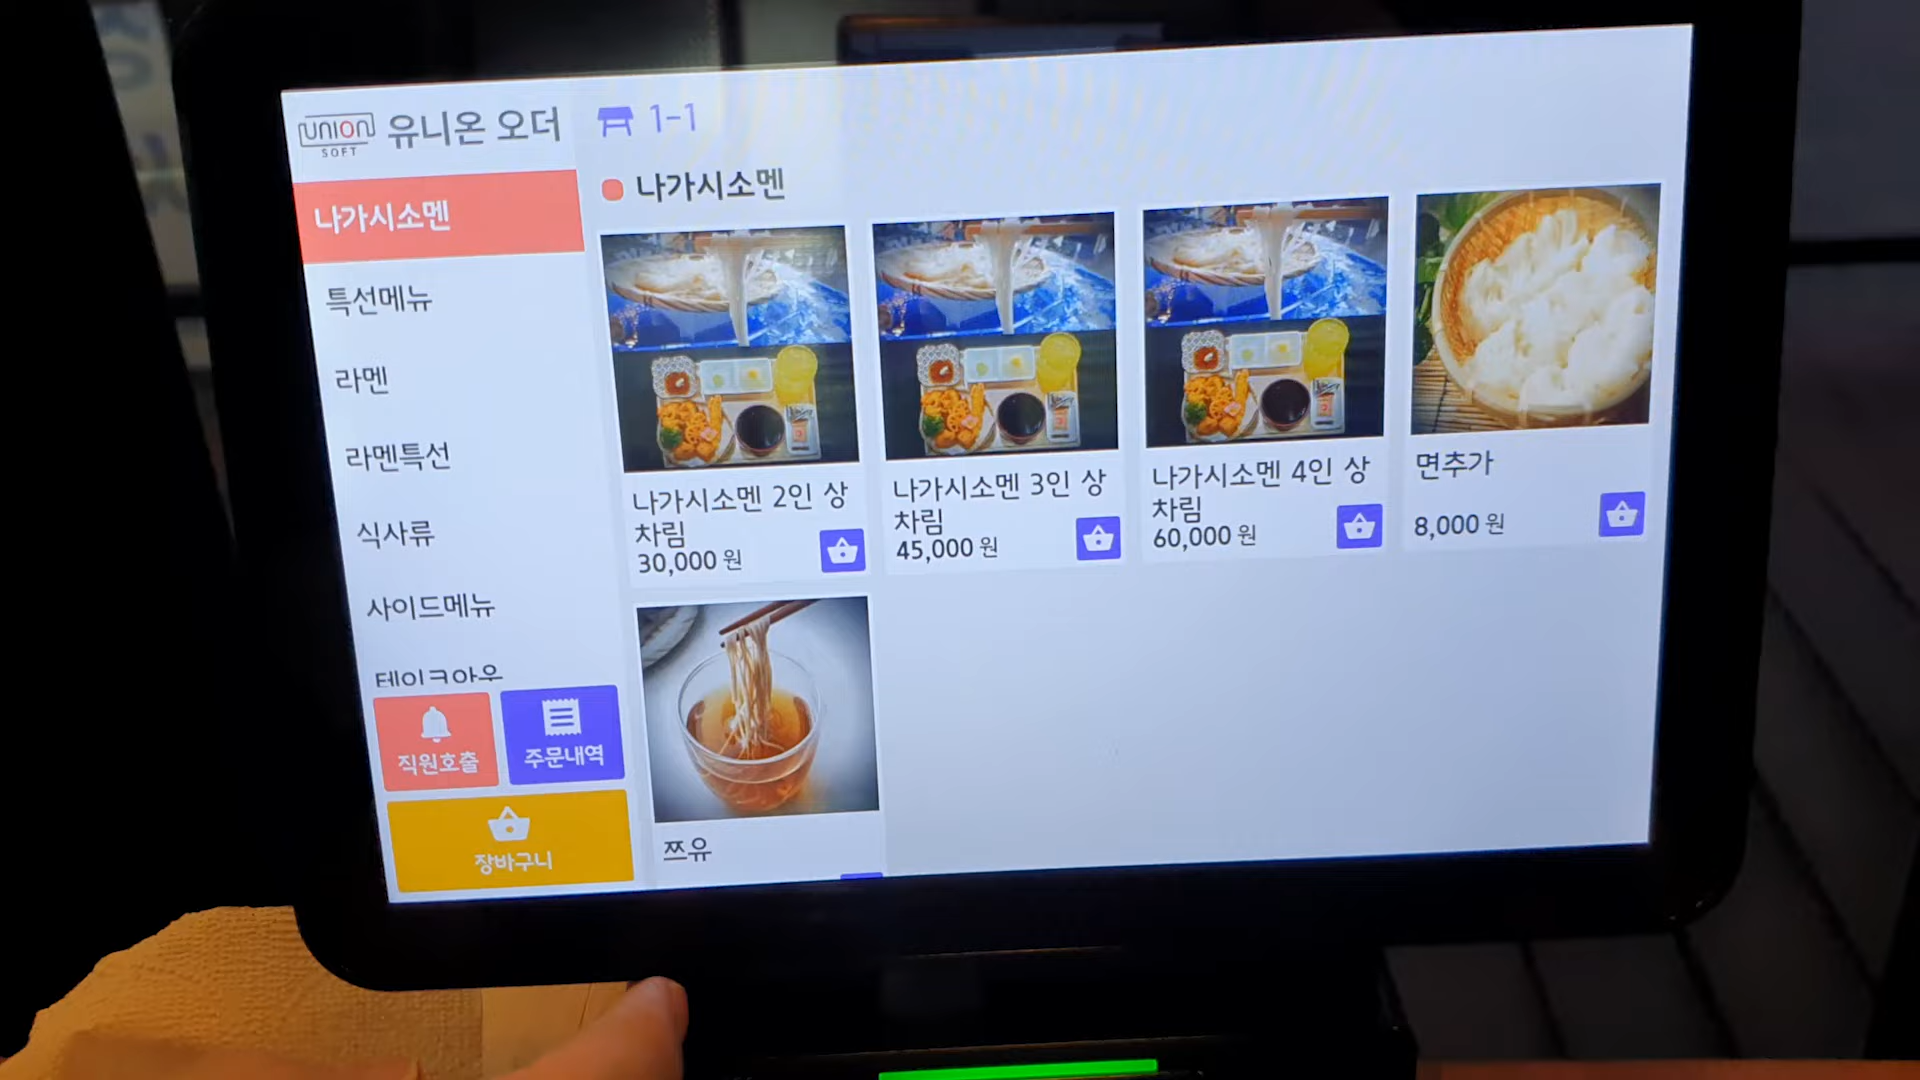 UNION
SOFT
유니온 오더
1-1
나가시소멘
특선메뉴
라멘
라멘특선
식사류
사이드메뉴
테이크아웃
직원호출
주문내역
장바구니
나가시소멘
나가시소멘 2인 상
차림
30,000 원
나가시소멘 3인 상
차림
45,000 원
나가시소멘 4인 상
차림
60,000 원
면추가
8,000 원
쯔유